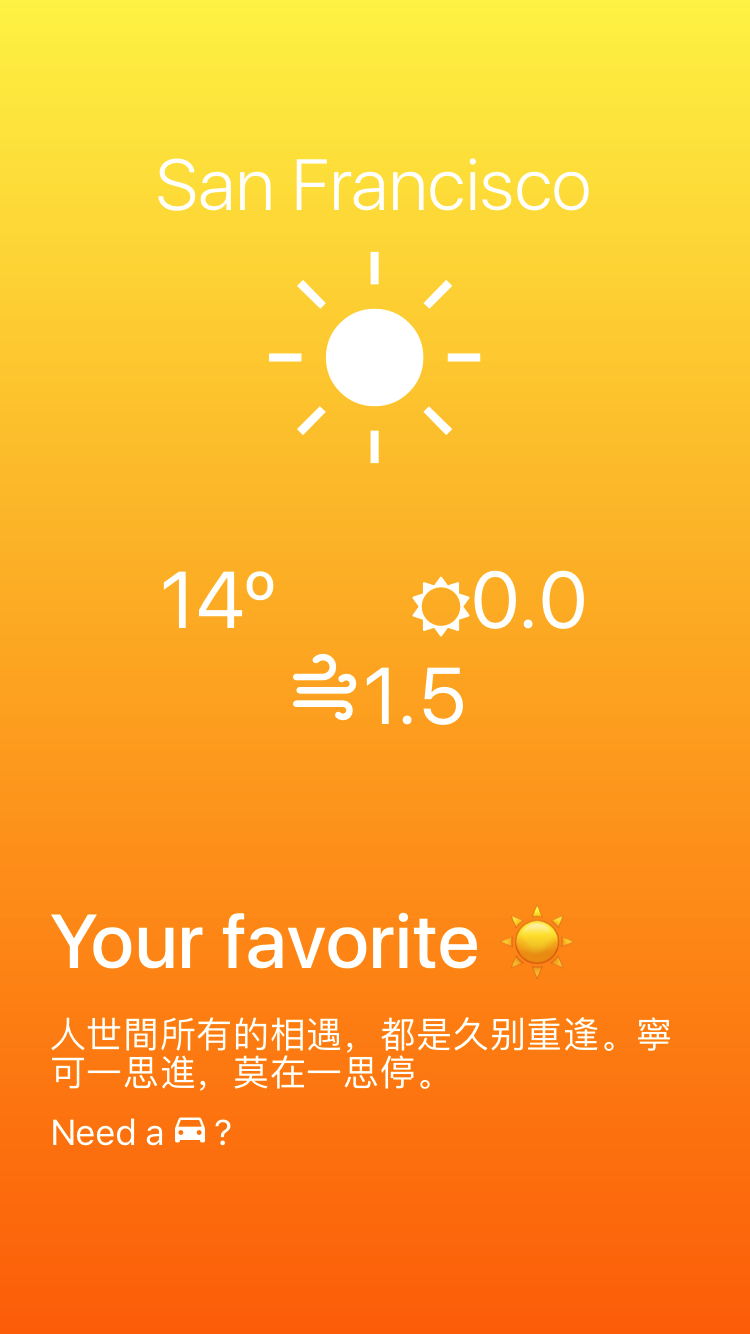 San Francisco
14º 0.0
1.5
Your favorite ☀️
人世間所有的相遇，都是久别重逢。寧
可一思進，莫在一思停。
Need a 🚘 ?